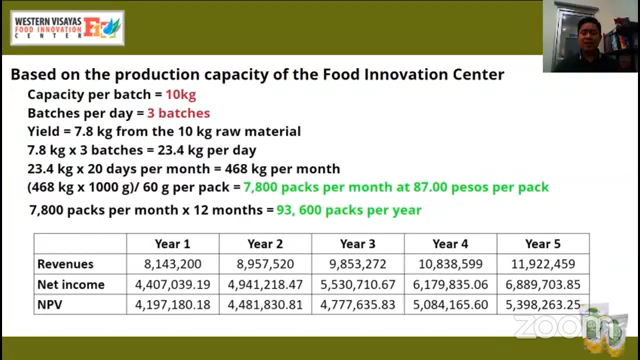 WESTERN VISAYAS
FOOD INNOVATION
CENTER
Based on the production capacity of the Food Innovation Center
Capacity per batch = 10kg
Batches per day = 3 batches
Yield = 7.8 kg from the 10 kg raw material
7.8 kg x 3 batches = 23.4 kg per day
23.4 kg x 20 days per month = 468 kg per month
(468 kg x 1000 g)/ 60 g per pack = 7,800 packs per month at 87.00 pesos per pack
7,800 packs per month x 12 months = 93, 600 packs per year
Year 1 Year 2 Year 3 Year 4 Year 5
Revenues 8,143,200 8,957,520 9,853,272 10,838,599 11,922,459
Net income 4,407,039.19 4,941,218.47 5,530,710.67 6,179,835.06 6,889,703.85
NPV 4,197,180.18 4,481,830.81 4,777,635.83 5,084,165.60 5,398,263.25
zoom